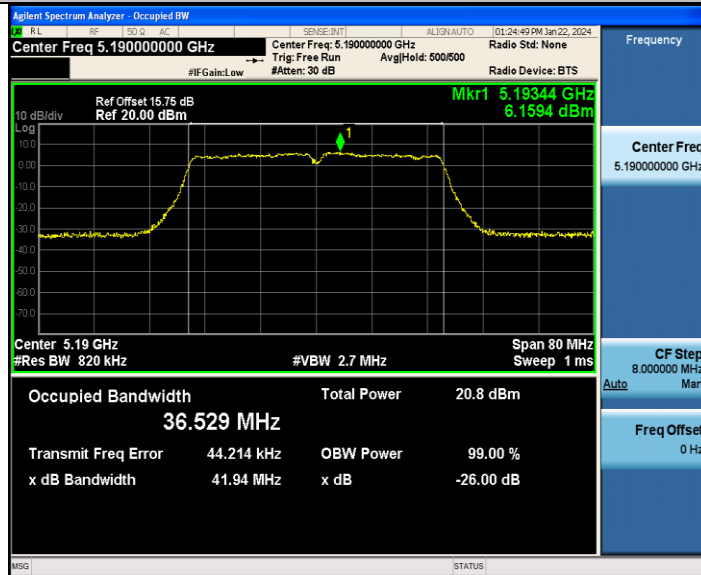 Agilent Spectrum Analyzer - Occupied BW
RL RF 50 Ω AC SENSE:INT ALIGN AUTO 01:24:49 PM Jan 22, 2024
Center Freq 5.190000000 GHz
Center Freq: 5.190000000 GHz
Radio Std: None
Trig: Free Run Avg|Hold: 500/500
#IFGain:Low #Atten: 30 dB Radio Device: BTS
Frequency
Ref Offset 15.75 dB
10 dB/div Ref 20.00 dBm
Mkr1 5.19344 GHz
6.1594 dBm
Log
10.0
0.00
-10.0
-20.0
-30.0
-40.0
-50.0
-60.0
-70.0
1
Center 5.19 GHz Span 80 MHz
#Res BW 820 kHz #VBW 2.7 MHz Sweep 1 ms
Occupied Bandwidth Total Power 20.8 dBm
36.529 MHz
Transmit Freq Error 44.214 kHz OBW Power 99.00 %
x dB Bandwidth 41.94 MHz x dB -26.00 dB
Center Freq
5.190000000 GHz
CF Step
8.000000 MHz
Auto Man
Freq Offset
0 Hz
MSG STATUS